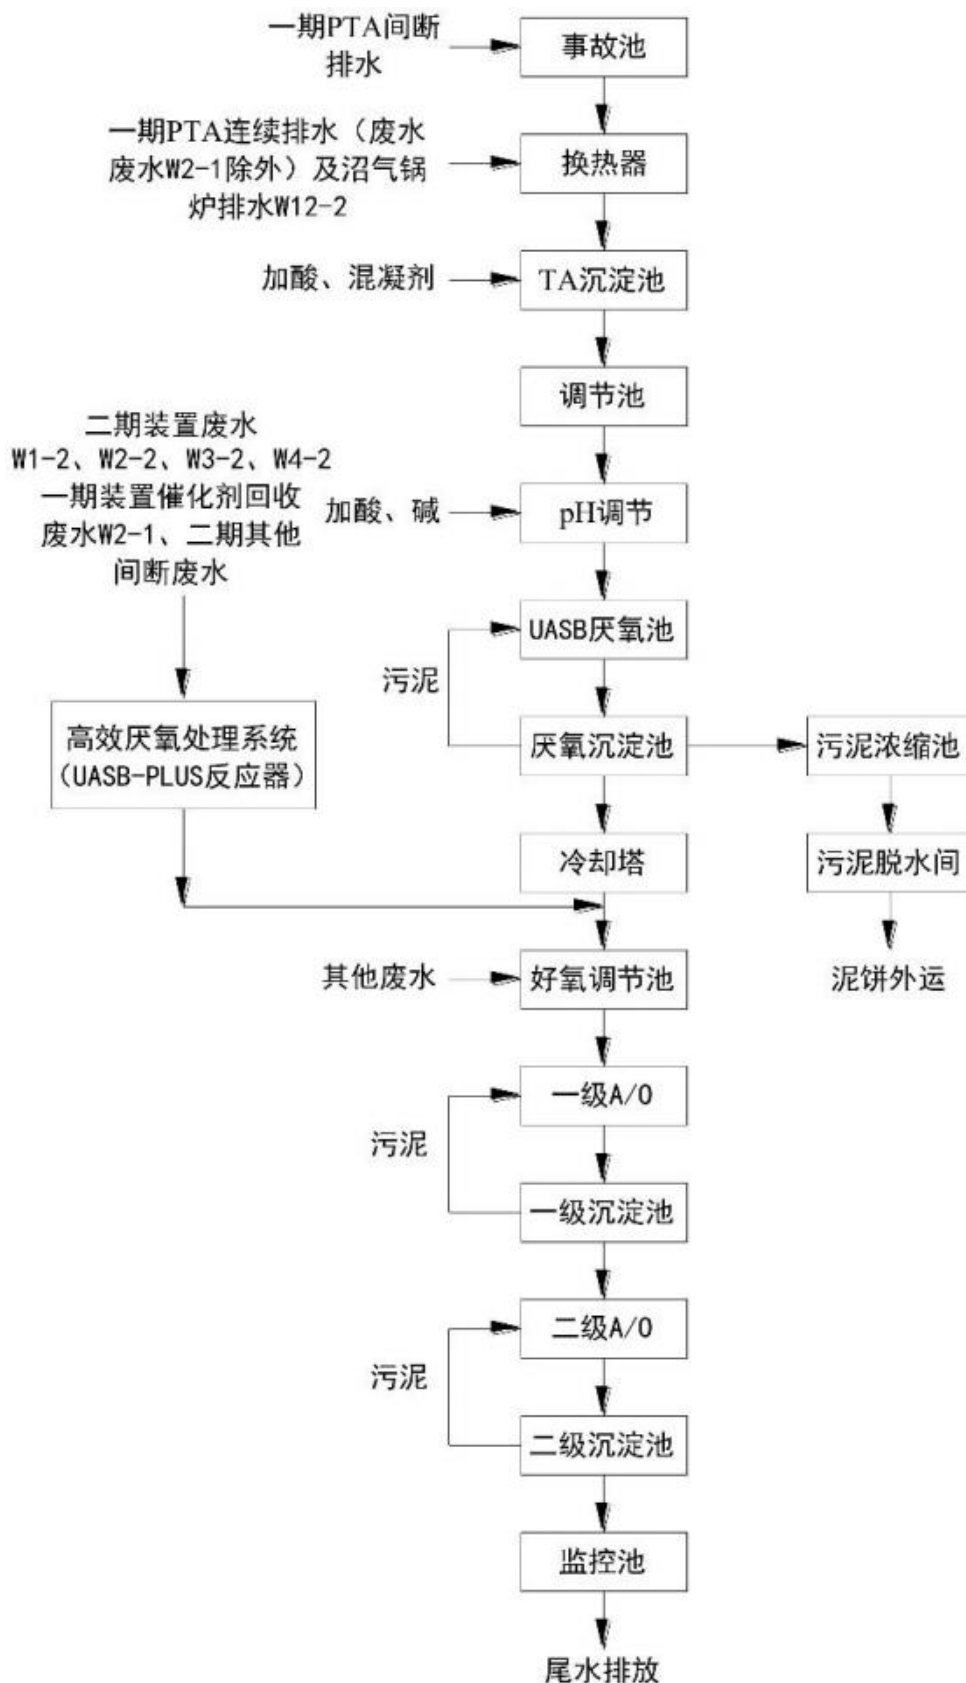 一期PTA间断
排水
事故池
一期PTA连续排水（废水
废水W2-1除外）及沼气锅
炉排水W12-2
换热器
加酸、混凝剂
TA沉淀池
调节池
二期装置废水
W1-2、W2-2、W3-2、W4-2
一期装置催化剂回收
废水W2-1、二期其他
间断废水
加酸、碱
pH调节
UASB厌氧池
污泥
高效厌氧处理系统
（UASB-PLUS反应器）
厌氧沉淀池
污泥浓缩池
冷却塔
污泥脱水间
其他废水
好氧调节池
泥饼外运
一级A/O
污泥
一级沉淀池
二级A/O
污泥
二级沉淀池
监控池
尾水排放